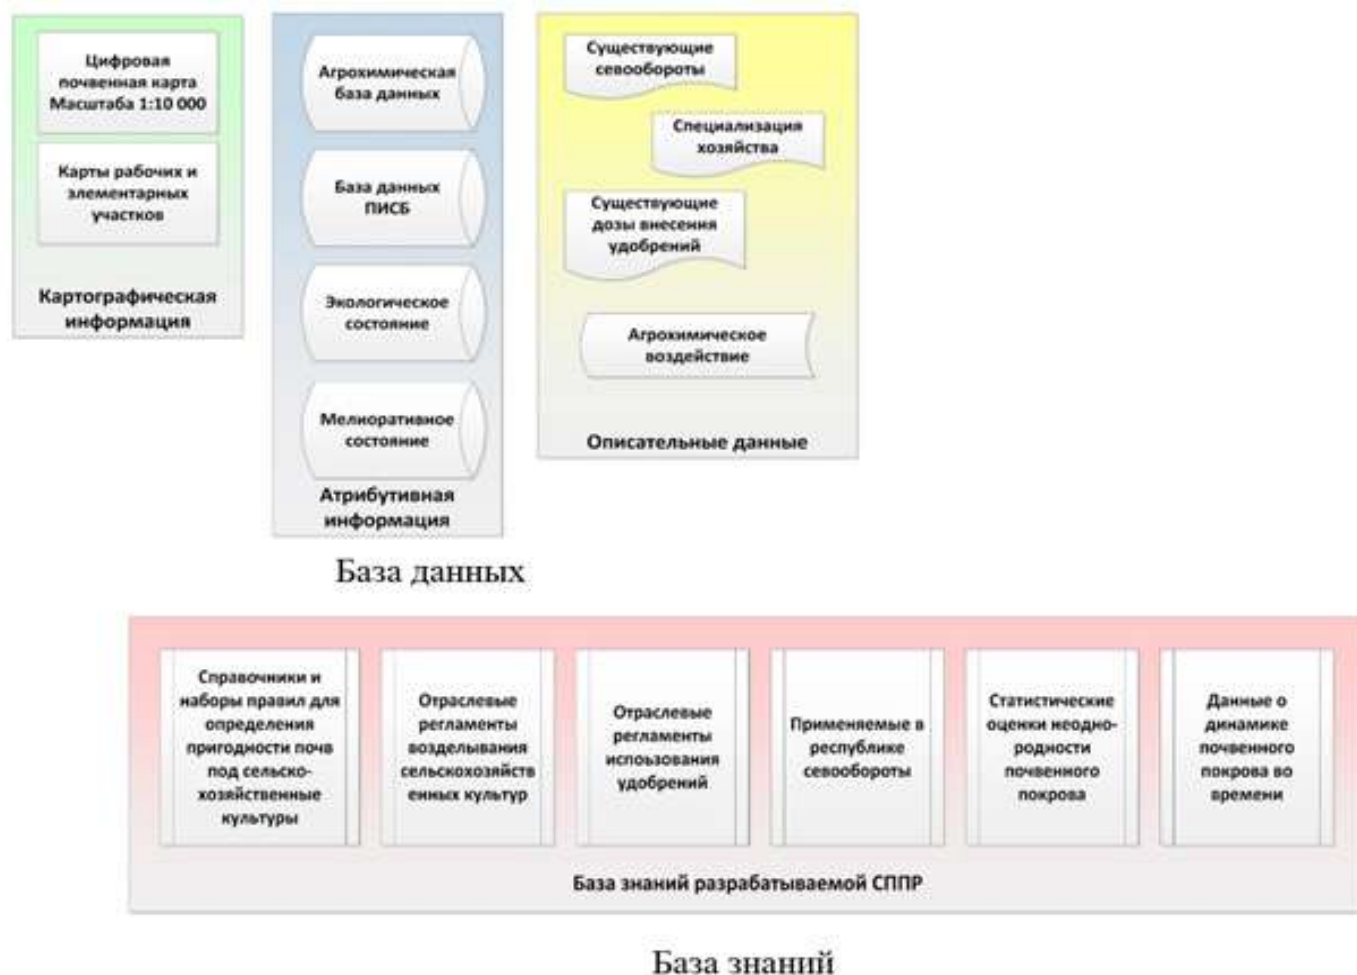 Цифровая
почвенная карта
Масштаба 1:10 000
Карты рабочих и
элементарных
участков
Картографическая
информация
Агрохимическая
база данных
База данных
ПИСБ
Экологическое
состояние
Мелиоративное
состояние
Атрибутивная
информация
Существующие
севообороты
Специализация
хозяйства
Существующие
дозы внесения
удобрений
Агрохимическое
воздействие
Описательные данные
База данных
Справочники и
наборы правил для
определения
пригодности почв
под сельско-
хозяйственные
культуры
Отраслевые
регламенты
возделывания
сельскохозяйств
енных культур
Отраслевые
регламенты
испоьзования
удобрений
Применяемые в
республике
севообороты
Статистические
оценки неодно-
родности
почвенного
покрова
Данные о
динамике
почвенного
покрова во
времени
База знаний разрабатываемой СППР
База знаний